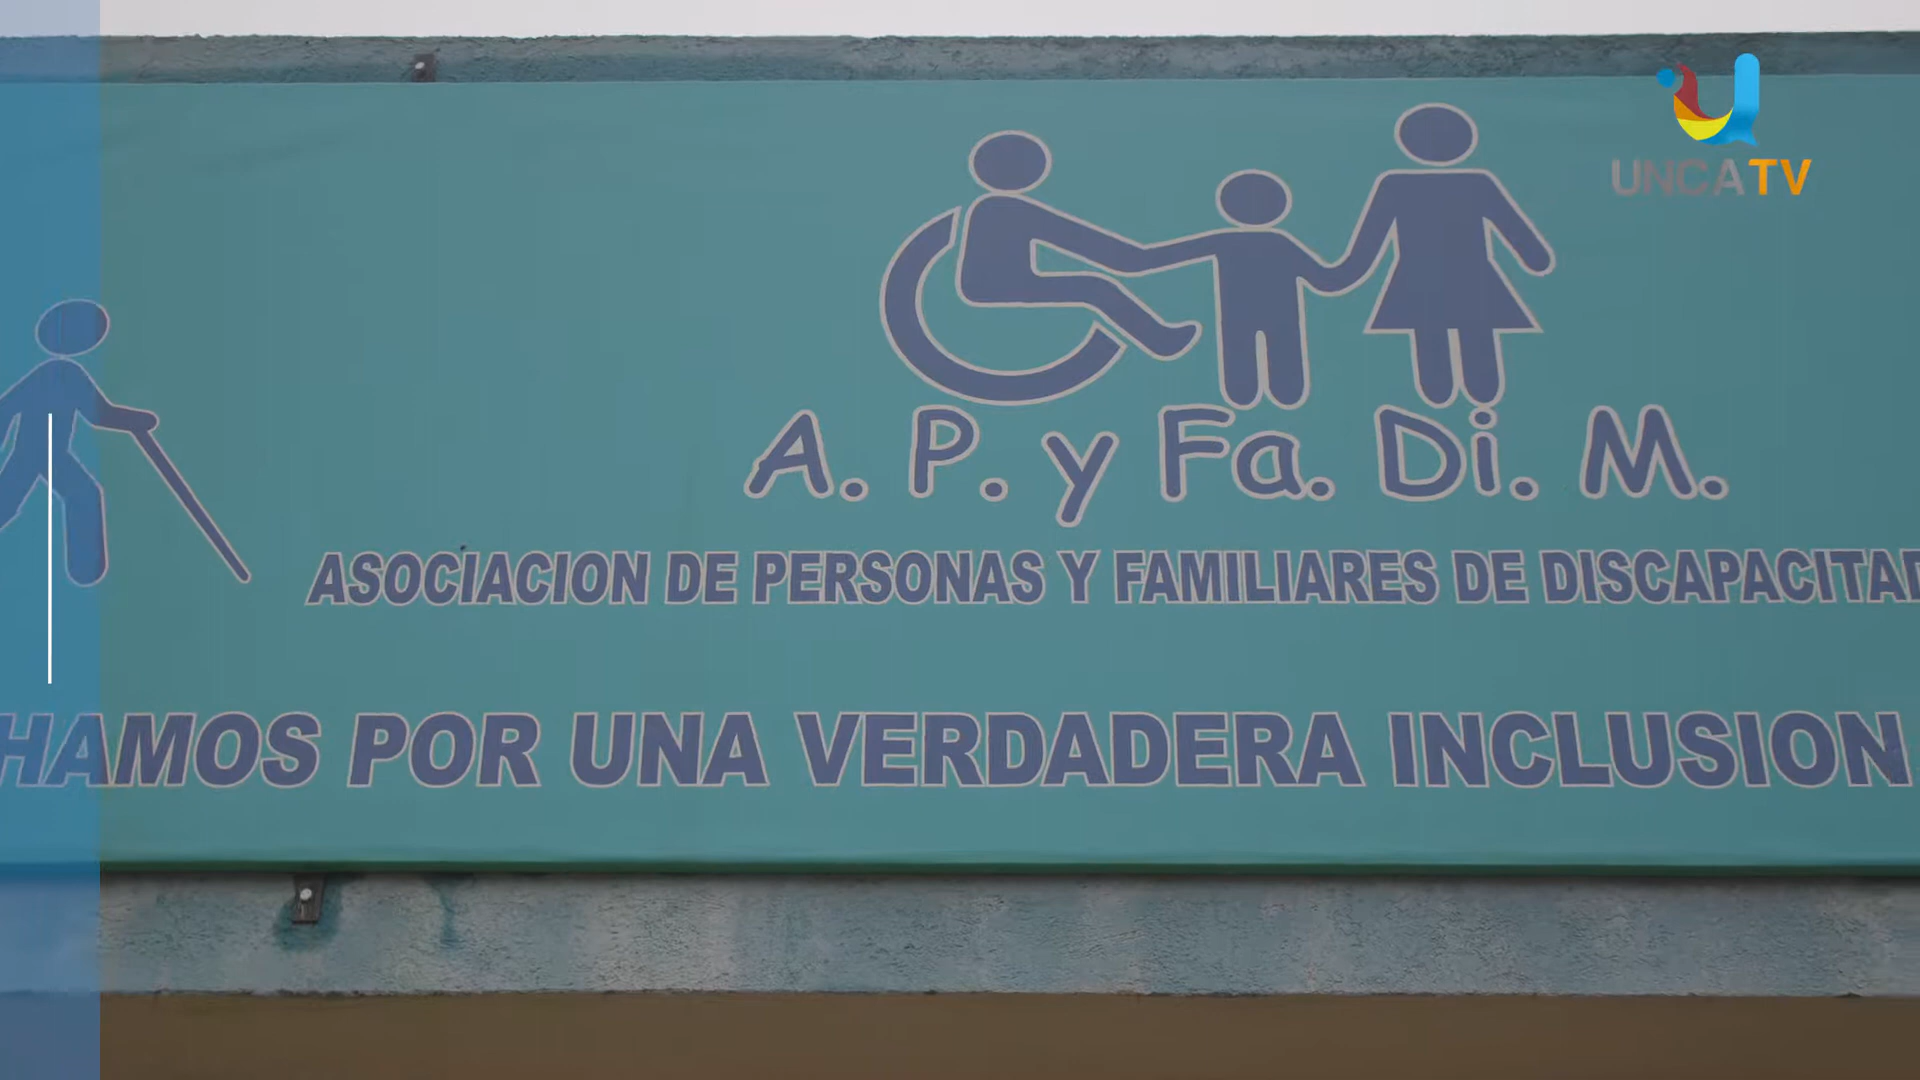 UNCATV
A. P. y Fa. Di. M.
ASOCIACION DE PERSONAS Y FAMILIARES DE DISCAPACITAD
HAMOS POR UNA VERDADERA INCLUSION